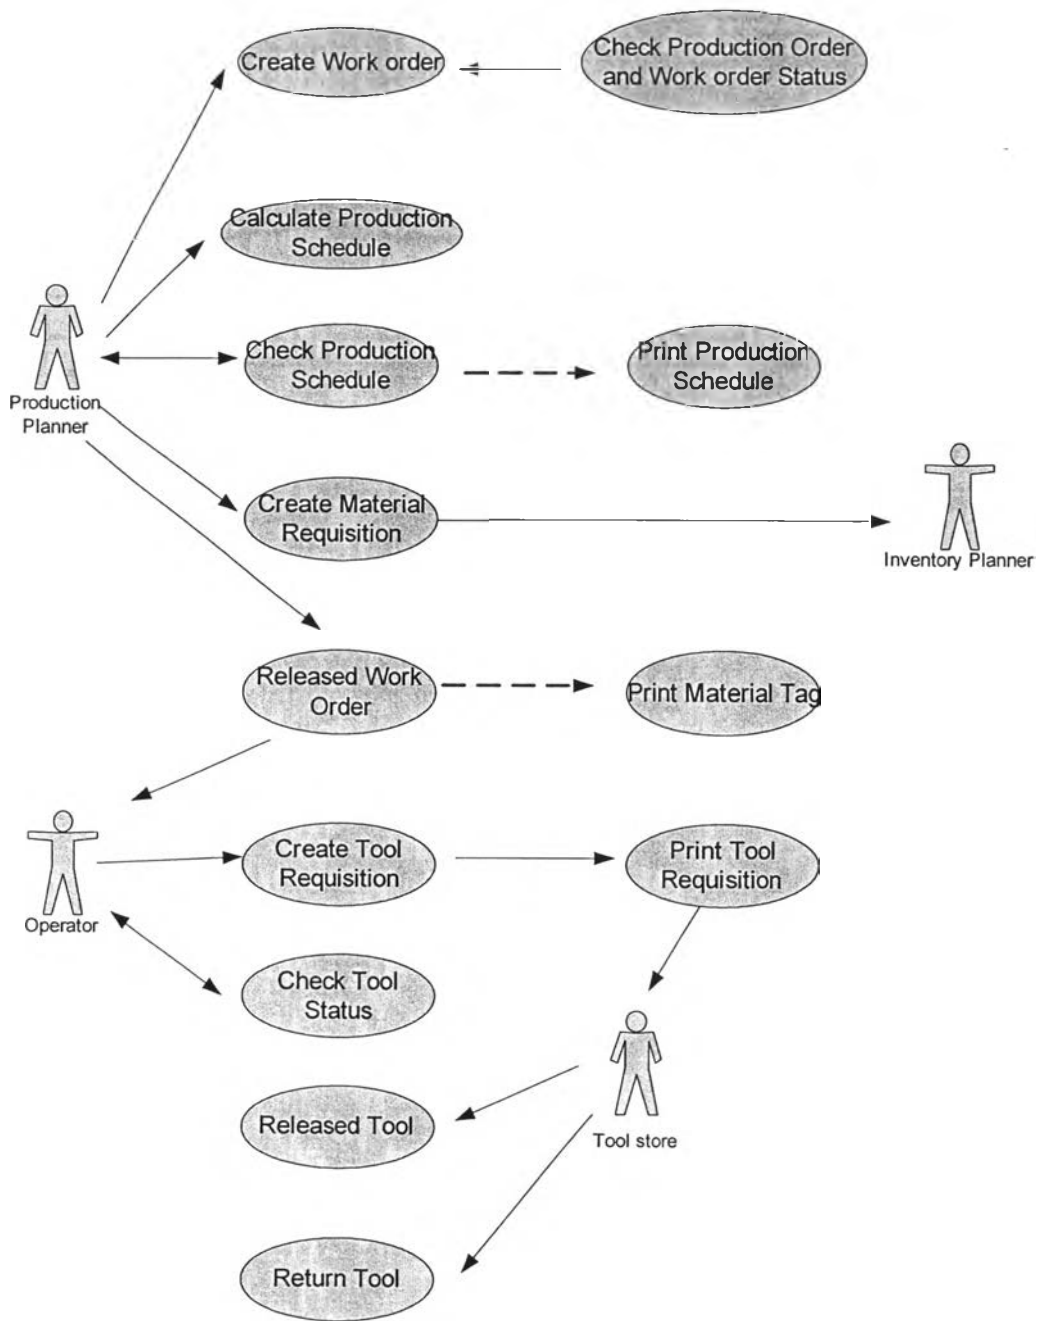 Create Work order
Check Production Order
and Work order Status
Calculate Production
Schedule
Production
Planner
Check Production
Schedule
Print Production
Schedule
Create Material
Requisition
Inventory Planner
Released Work
Order
Print Material Tag
Operator
Create Tool
Requisition
Print Tool
Requisition
Check Tool
Status
Released Tool
Tool store
Return Tool